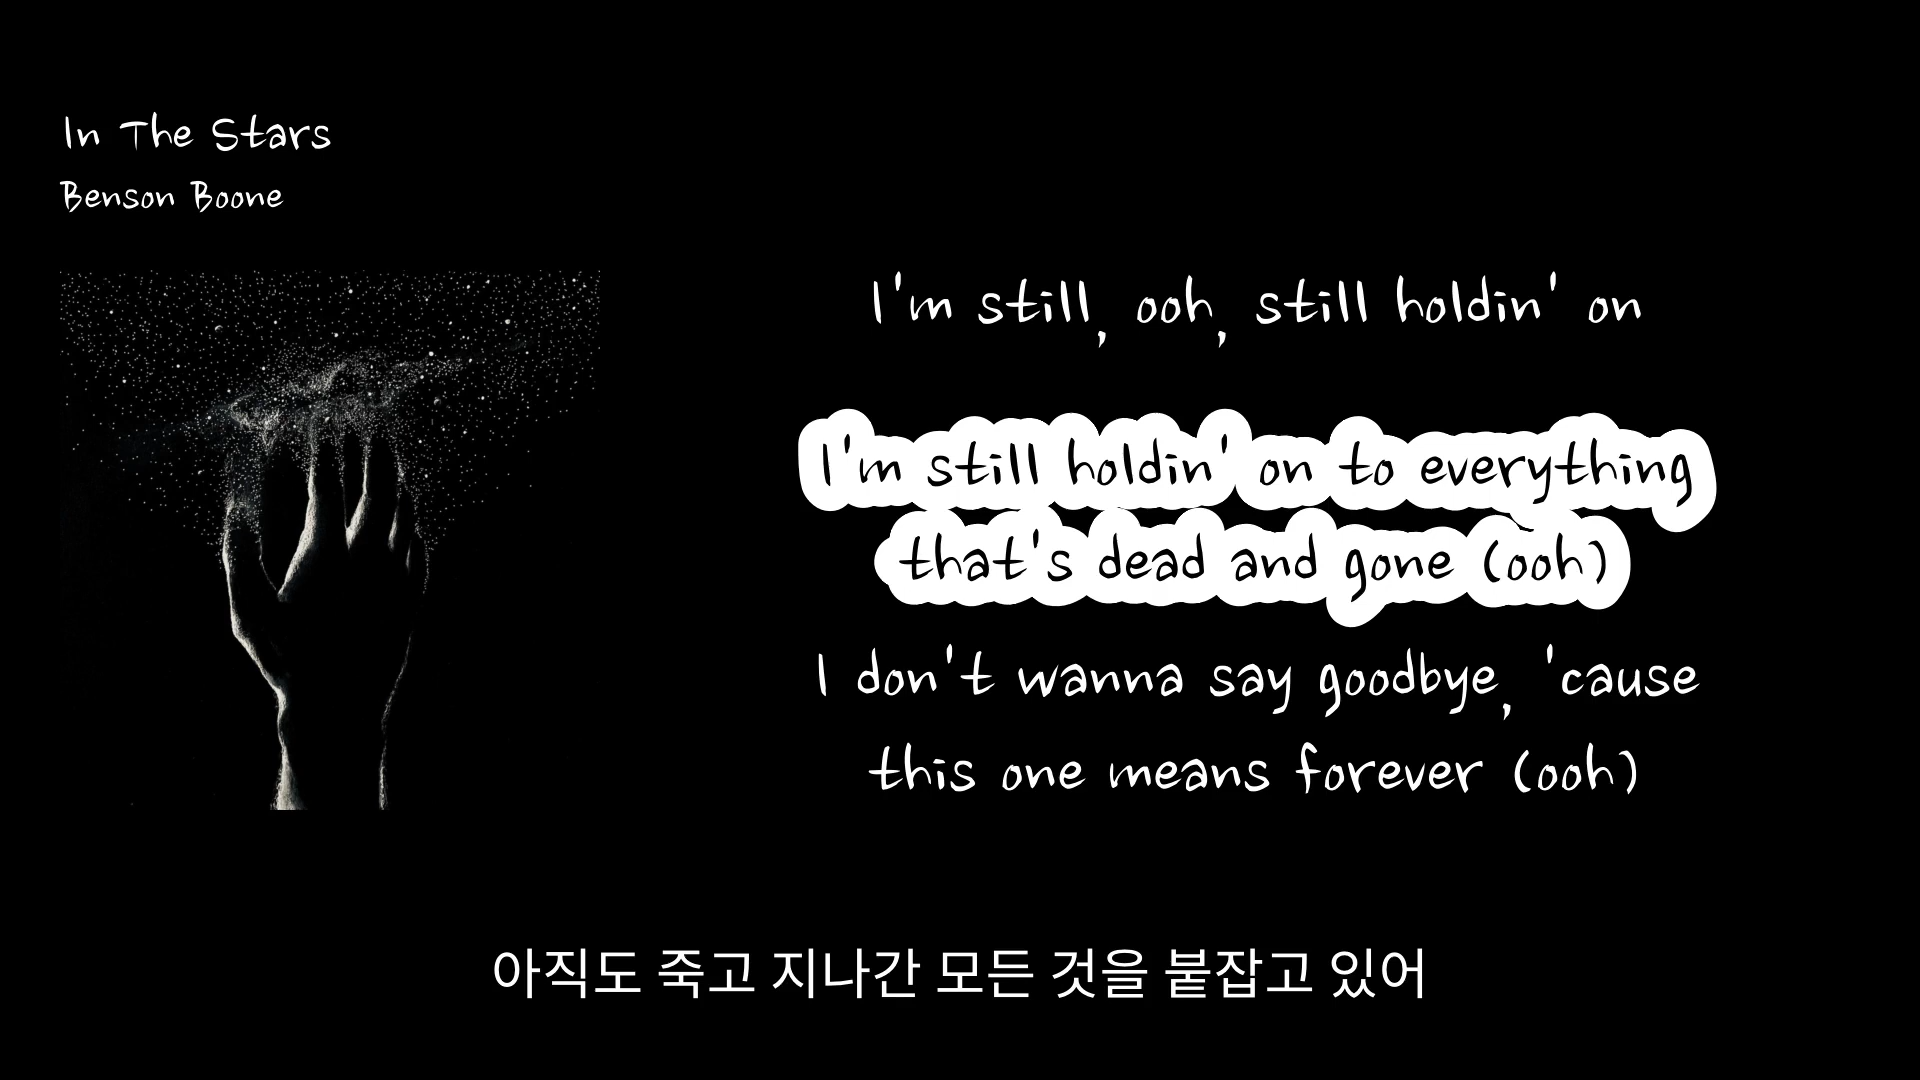 In The Stars
Benson Boone
I'm still, ooh, still holdin' on
I'm still holdin' on to everything
that's dead and gone (ooh)
I don't wanna say goodbye, 'cause
this one means forever (ooh)
아직도 죽고 지나간 모든 것을 붙잡고 있어